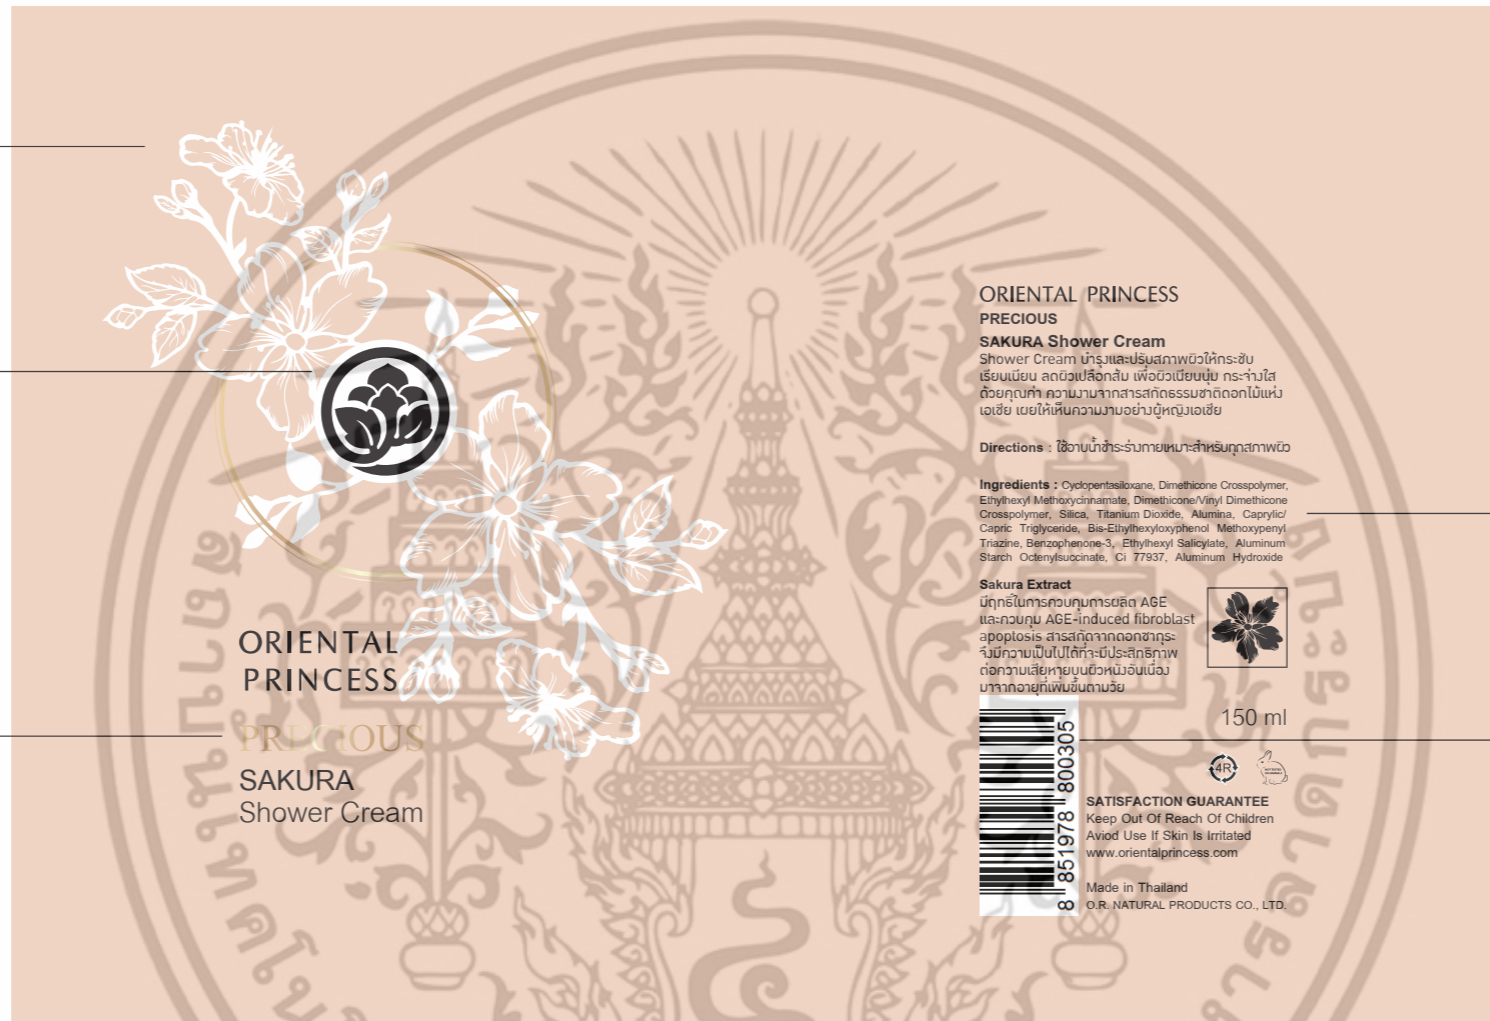 ORIENTAL
PRINCESS
PRECIOUS
SAKURA
Shower Cream
ORIENTAL PRINCESS
PRECIOUS
SAKURA Shower Cream
Shower Cream บำรุงและปรับสภาพผิวให้กระชับ
เรียบเนียน ลดผิวเปลือกส้ม เพื่อผิวเนียนนุ่ม กระจ่างใส
ด้วยคุณค่า ความงามจากสารสกัดธรรมชาติดอกไม้แห่ง
เอเชีย เผยให้เห็นความงามอย่างผู้หญิงเอเชีย
Directions : ใช้อาบน้ำชำระร่างกายเหมาะสำหรับทุกสภาพผิว
Ingredients : Cyclopentasiloxane, Dimethicone Crosspolymer,
Ethylhexyl Methoxycinnamate, Dimethicone/Vinyl Dimethicone
Crosspolymer, Silica, Titanium Dioxide, Alumina, Caprylic/
Capric Triglyceride, Bis-Ethylhexyloxyphenol Methoxypenyl
Triazine, Benzophenone-3, Ethylhexyl Salicylate, Aluminum
Starch Octenylsuccinate, Ci 77937, Aluminum Hydroxide
Sakura Extract
มีฤทธิ์ในการควบคุมการผลิต AGE
และควบคุม AGE-induced fibroblast
apoptosis สารสกัดจากดอกซากุระ
จึงมีความเป็นไปได้ที่จะมีประสิทธิภาพ
ต่อความเสียหายบนผิวหนังอันเนื่อง
มาจากอายุที่เพิ่มขึ้นตามวัย
150 ml
4R
8 851978 800305
SATISFACTION GUARANTEE
Keep Out Of Reach Of Children
Aviod Use If Skin Is Irritated
www.orientalprincess.com
Made in Thailand
O.R. NATURAL PRODUCTS CO., LTD.